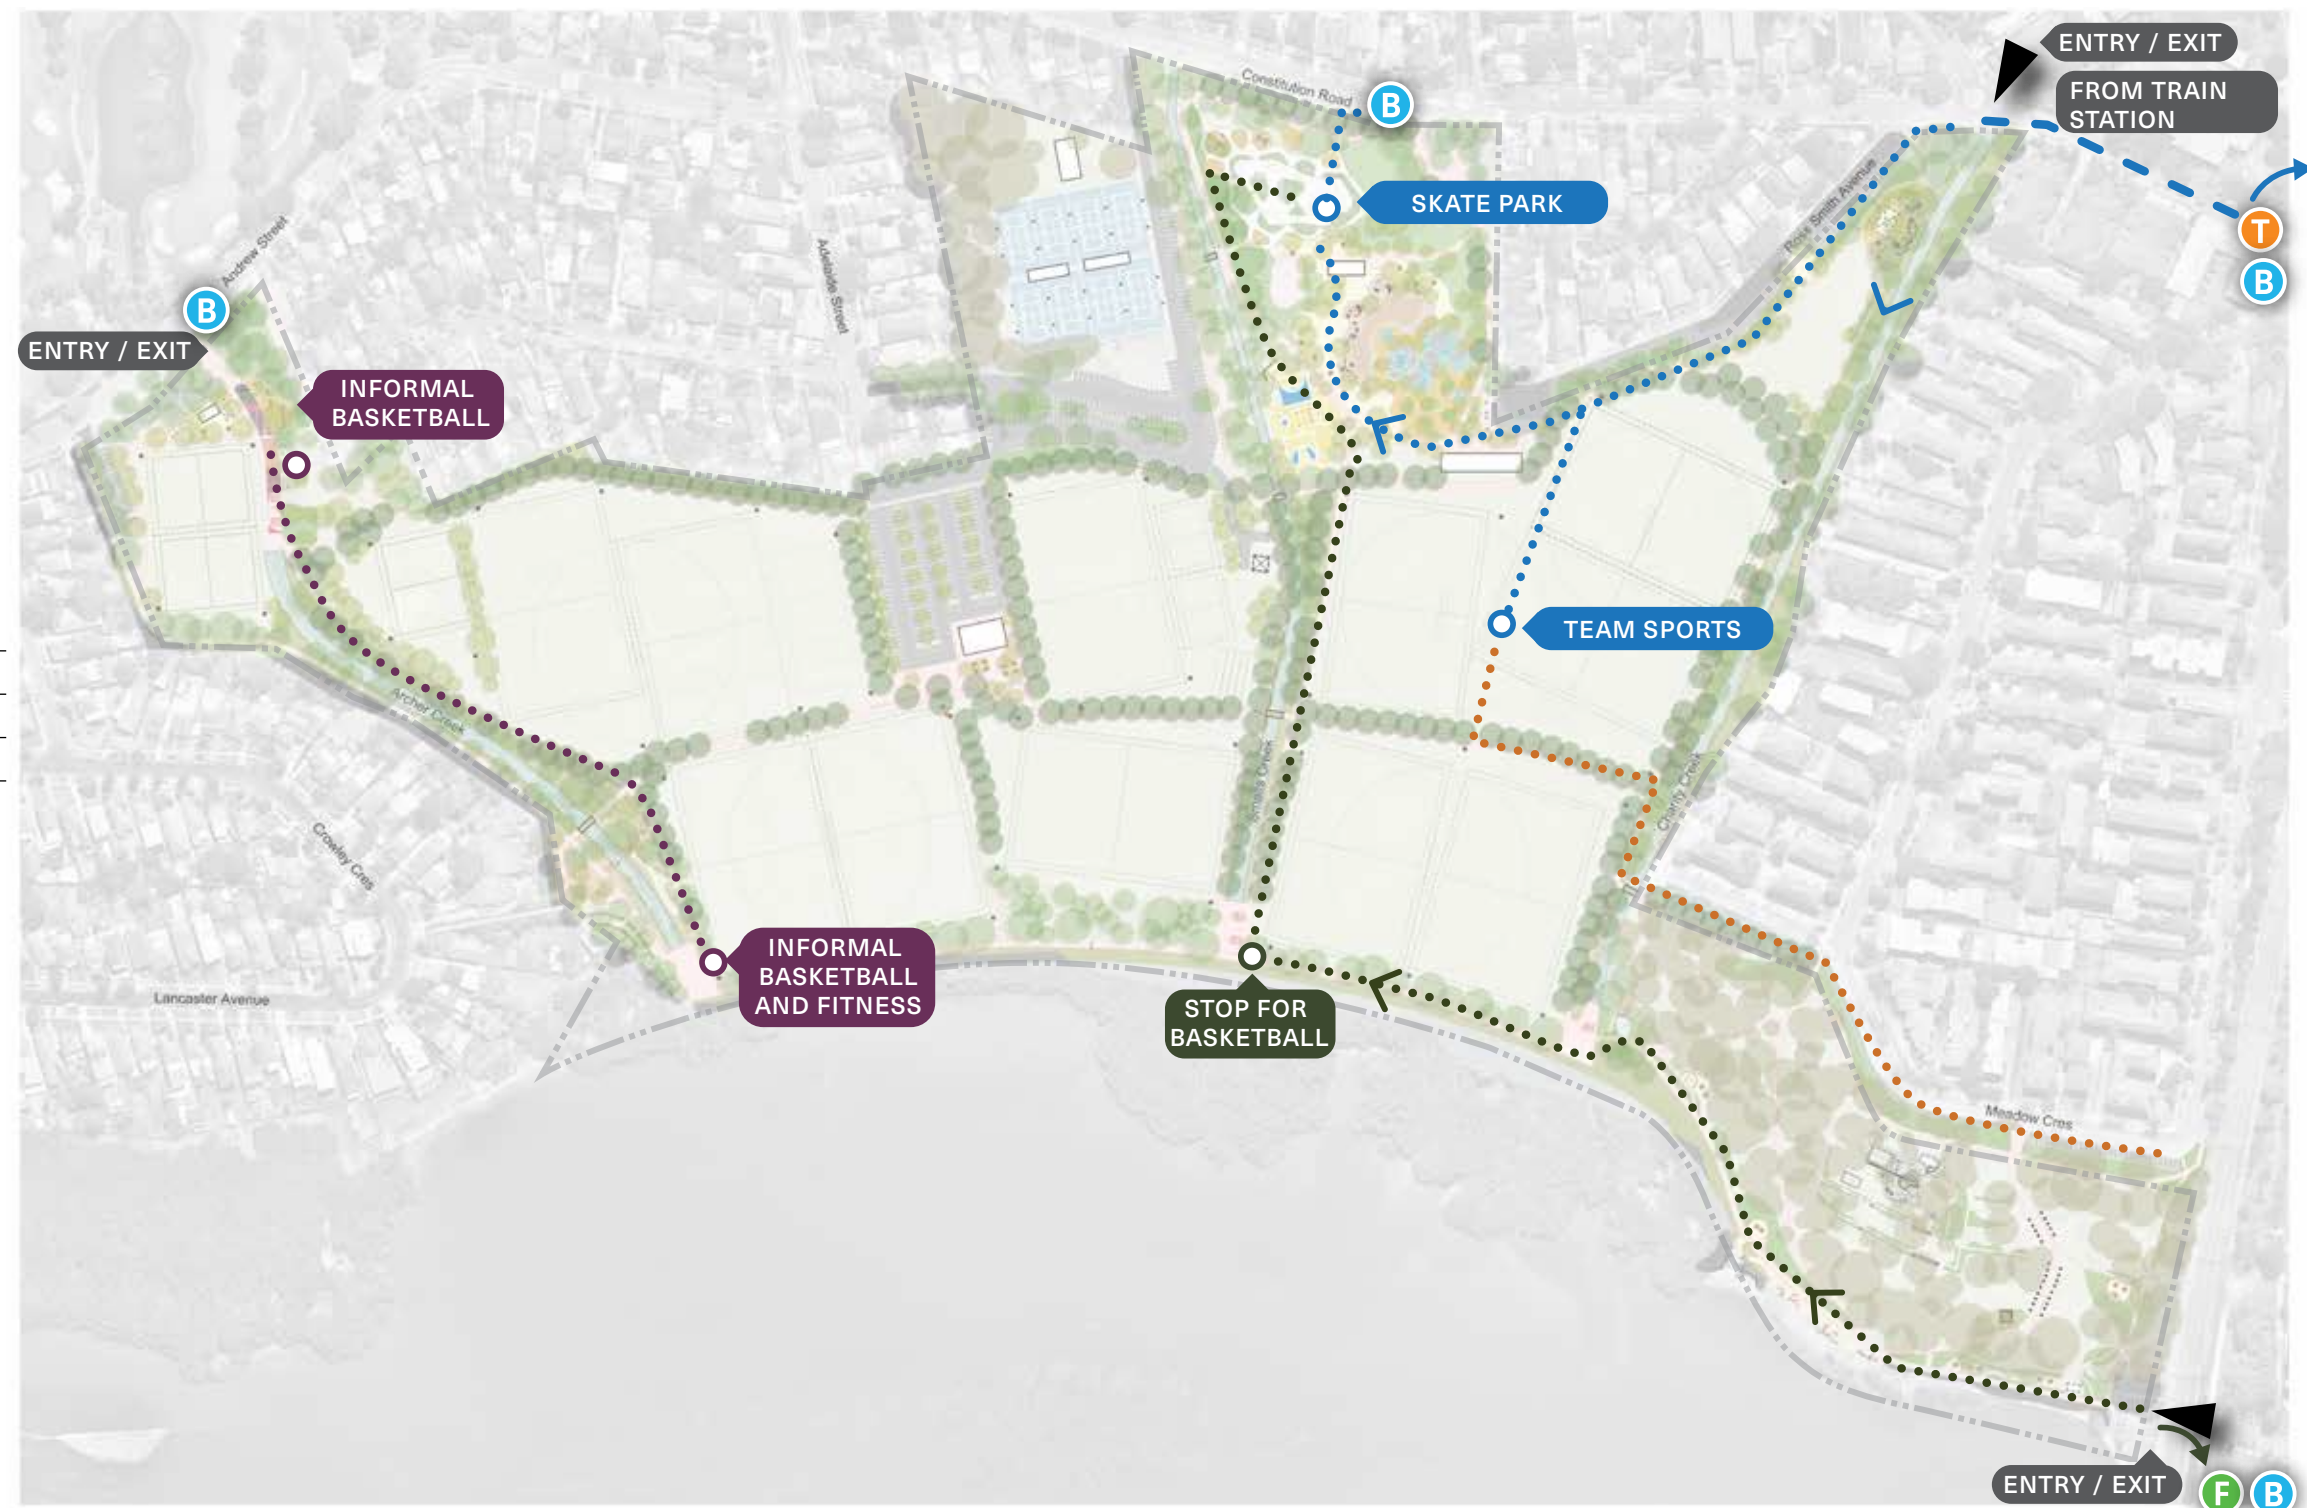 ENTRY / EXIT
FROM TRAIN
STATION
Constitution Road
B
SKATE PARK
Ross Smith Avenue
T
B
Andrew Street
Adelaide Street
B
ENTRY / EXIT
INFORMAL
BASKETBALL
TEAM SPORTS
Archer Creek
Charity Creek
Crowley Cres
INFORMAL
BASKETBALL
AND FITNESS
Lancaster Avenue
STOP FOR
BASKETBALL
Meadow Cres
ENTRY / EXIT
F
B